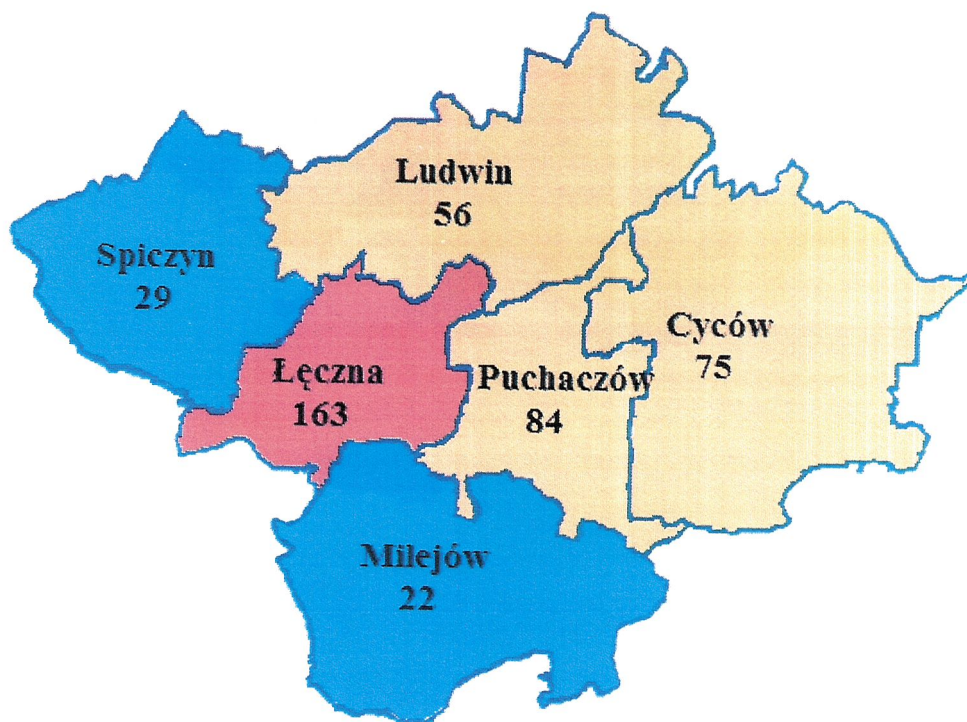 Ludwin
56
Spiczyn
29
Cyców
75
Łęczna
163
Puchaczów
84
Milejów
22